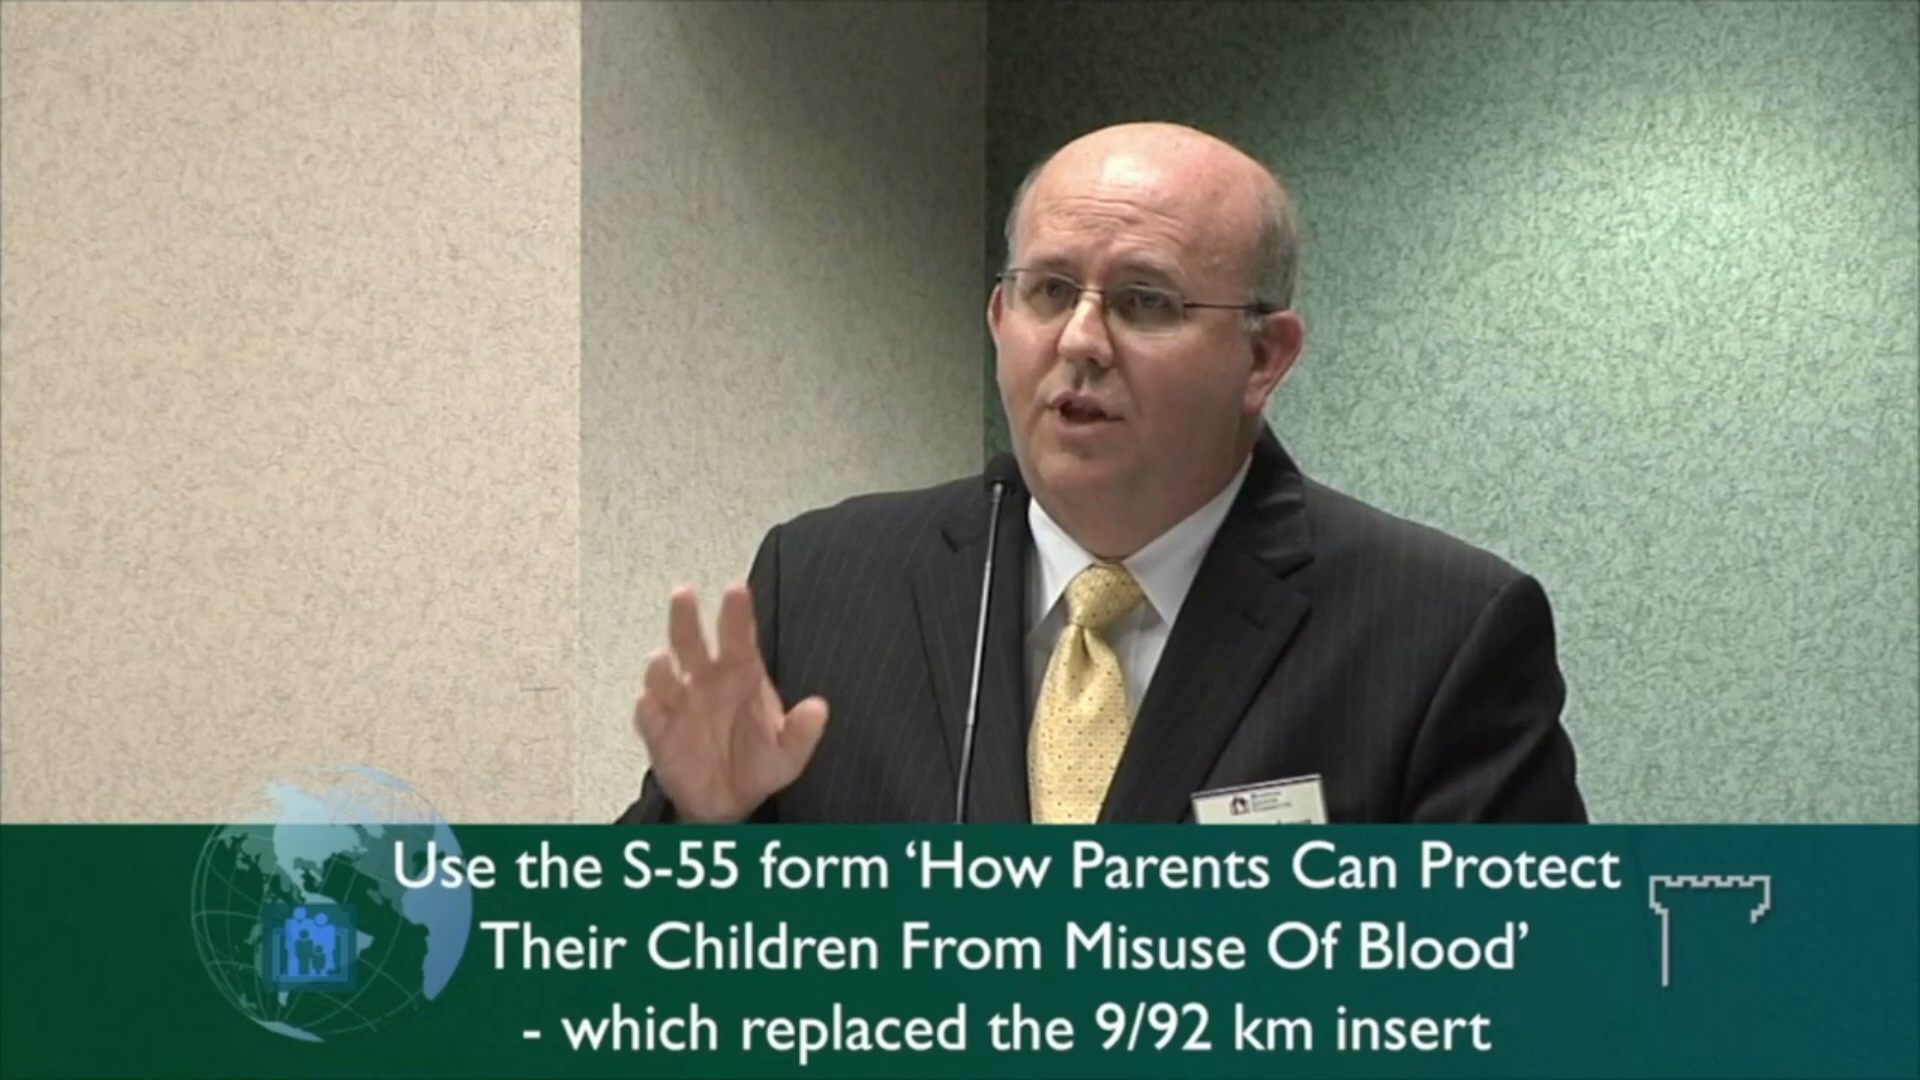 Use the S-55 form ‘How Parents Can Protect
Their Children From Misuse Of Blood’
- which replaced the 9/92 km insert